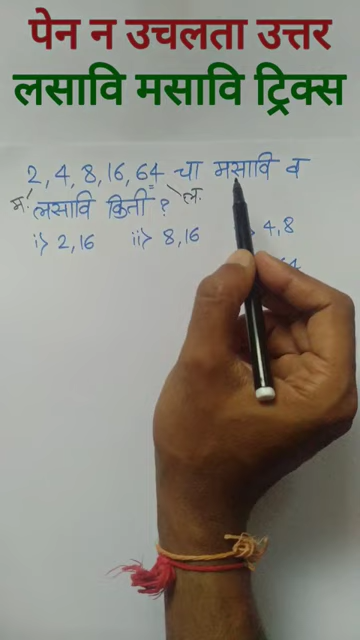 पेन न उचलता उत्तर
लसावि मसावि ट्रिक्स
2, 4, 8, 16, 64 चा मसावि व
म. लसावि किती ? ल.
i> 2,16 ii> 8,16 > 4,8
64